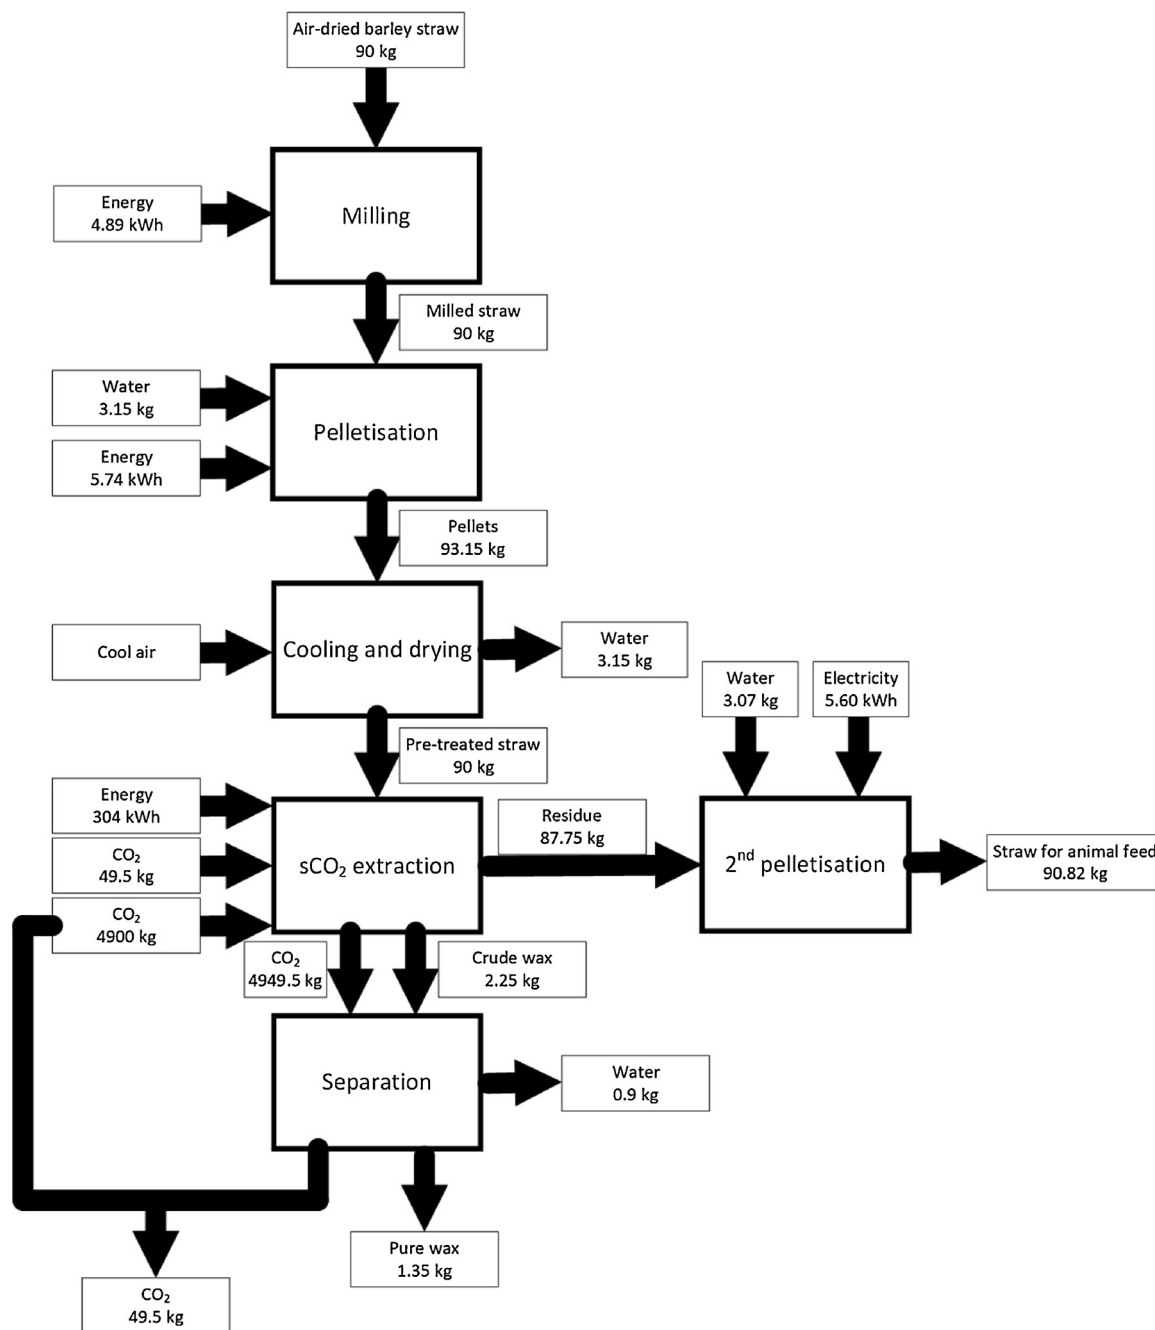 Air-dried barley straw
90 kg
Energy
4.89 kWh
Milling
Milled straw
90 kg
Water
3.15 kg
Energy
5.74 kWh
Pelletisation
Pellets
93.15 kg
Cool air
Cooling and drying
Water
3.15 kg
Water
3.07 kg
Electricity
5.60 kWh
Pre-treated straw
90 kg
Energy
304 kWh
CO₂
49.5 kg
CO₂
4900 kg
sCO₂ extraction
Residue
87.75 kg
2ⁿᵈ pelletisation
Straw for animal feed
90.82 kg
CO₂
4949.5 kg
Crude wax
2.25 kg
Separation
Water
0.9 kg
Pure wax
1.35 kg
CO₂
49.5 kg